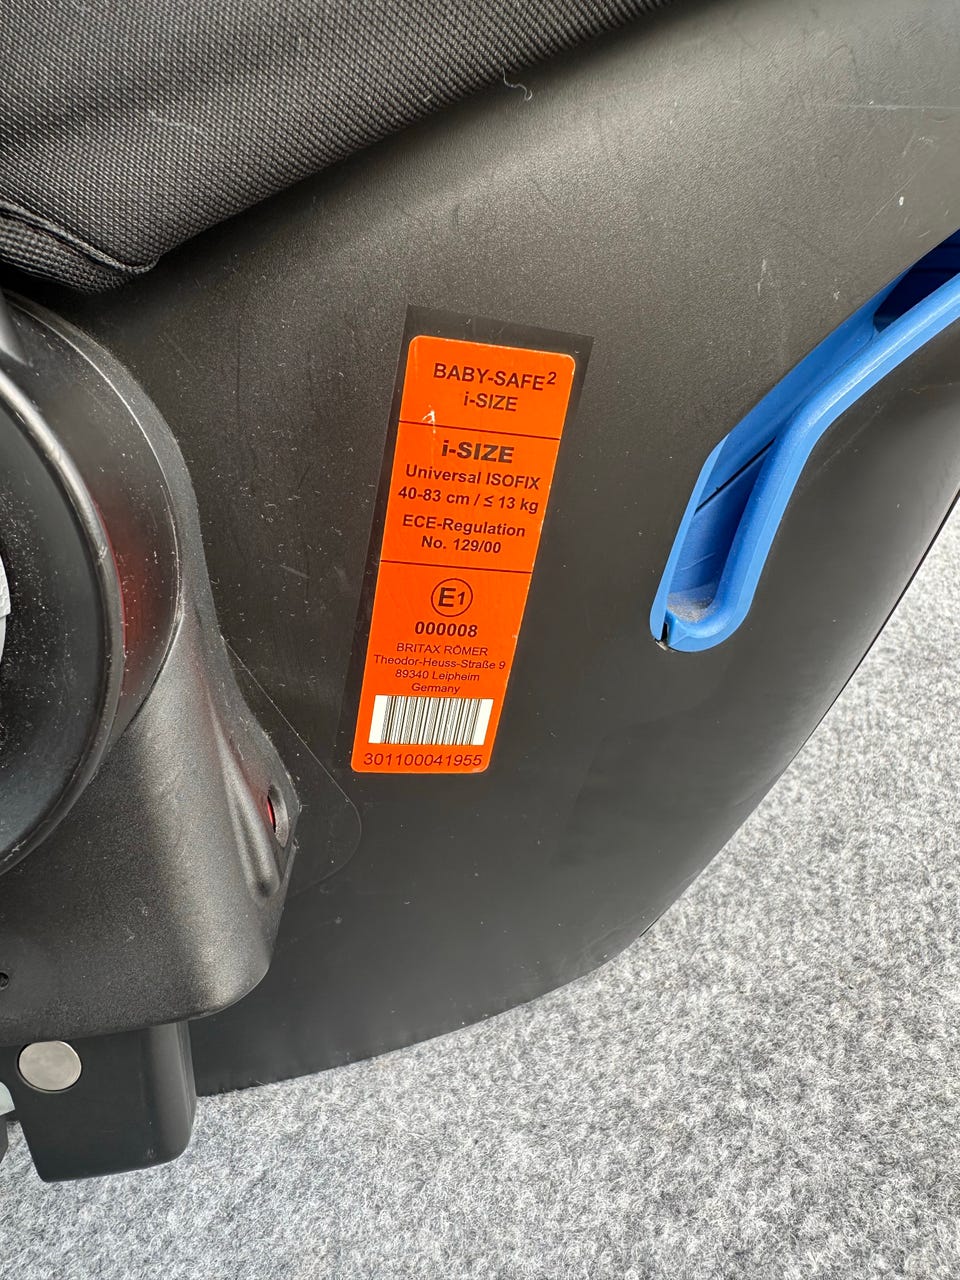 BABY-SAFE²
i-SIZE
i-SIZE
Universal ISOFIX
40-83 cm / ≤ 13 kg
ECE-Regulation
No. 129/00
E1
000008
BRITAX RÖMER
Theodor-Heuss-Straße 9
89340 Leipheim
Germany
301100041955